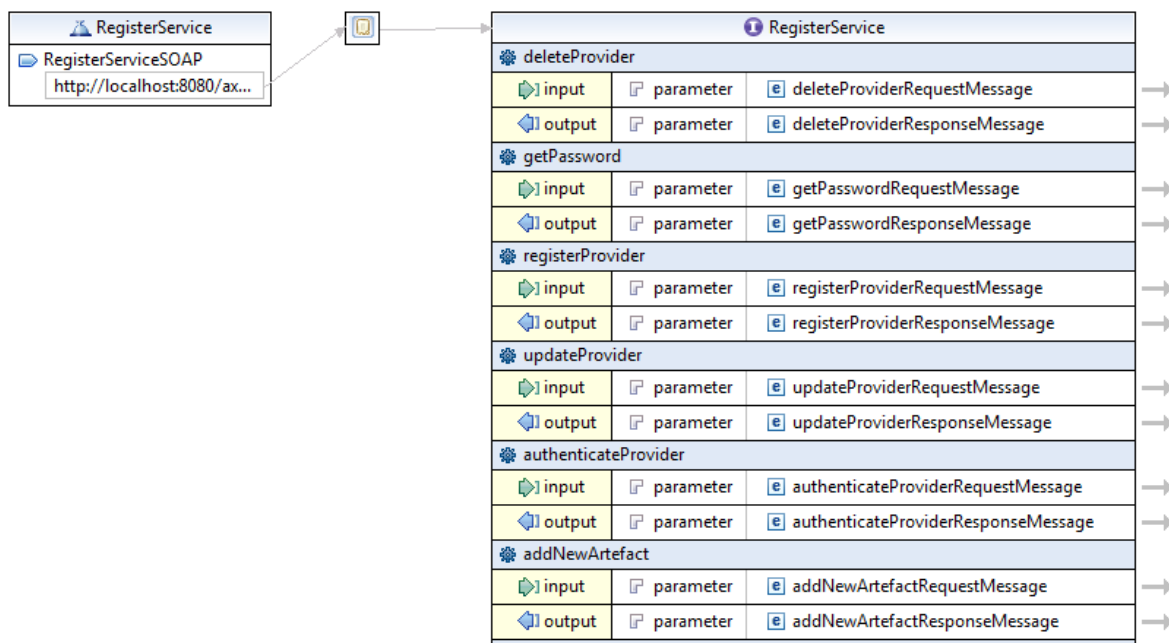 RegisterService
RegisterServiceSOAP
http://localhost:8080/ax...
RegisterService
deleteProvider
input parameter deleteProviderRequestMessage
output parameter deleteProviderResponseMessage
getPassword
input parameter getPasswordRequestMessage
output parameter getPasswordResponseMessage
registerProvider
input parameter registerProviderRequestMessage
output parameter registerProviderResponseMessage
updateProvider
input parameter updateProviderRequestMessage
output parameter updateProviderResponseMessage
authenticateProvider
input parameter authenticateProviderRequestMessage
output parameter authenticateProviderResponseMessage
addNewArtefact
input parameter addNewArtefactRequestMessage
output parameter addNewArtefactResponseMessage